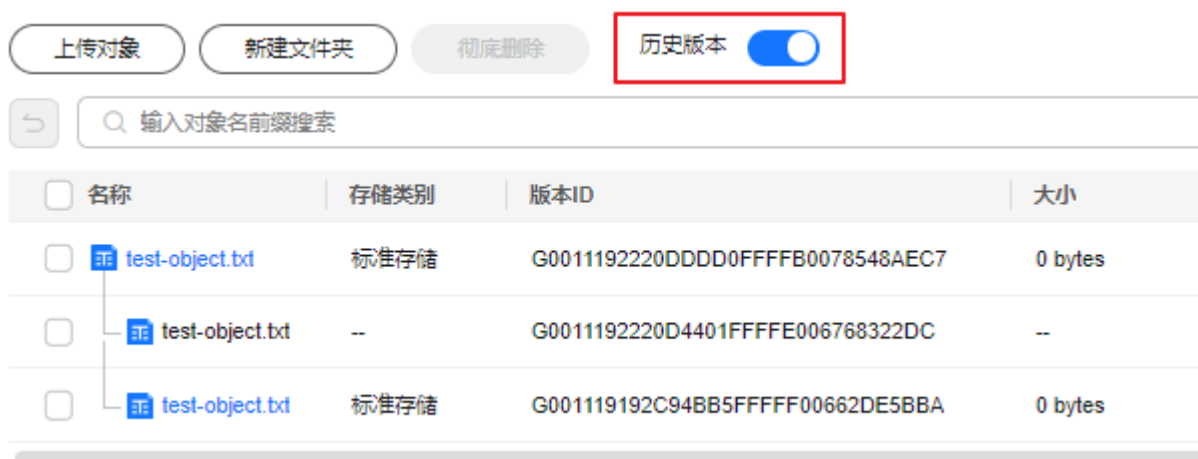 上传对象 新建文件夹 彻底删除 历史版本
输入对象名前缀搜索
名称 存储类别 版本ID 大小
test-object.txt 标准存储 G0011192220DDDD0FFFFB0078548AEC7 0 bytes
test-object.txt -- G0011192220D4401FFFFE006768322DC --
test-object.txt 标准存储 G001119192C94BB5FFFFF00662DE5BBA 0 bytes